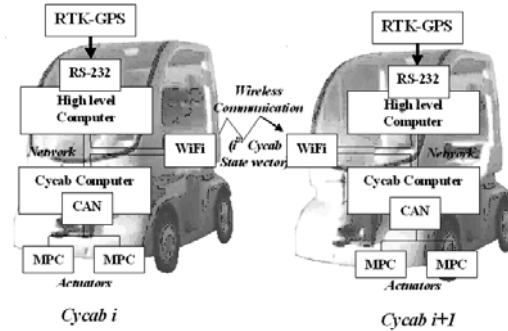 RTK-GPS
RS-232
High level
Computer
Network
WiFi
Cycab Computer
CAN
MPC
MPC
Actuators
Cycab i
Wireless
Communication
Cycab
State vector
RTK-GPS
RS-232
High level
Computer
WiFi
Network
Cycab Computer
CAN
MPC
MPC
Actuators
Cycab i+1